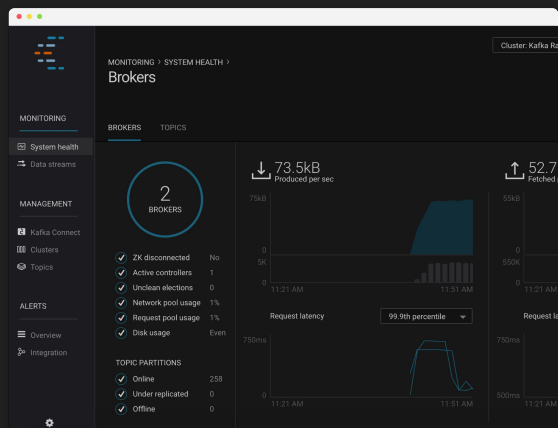 Cluster: Kafka Ra
MONITORING > SYSTEM HEALTH >
Brokers
MONITORING
System health
Data streams
MANAGEMENT
Kafka Connect
Clusters
Topics
ALERTS
Overview
Integration
BROKERS TOPICS
2
BROKERS
ZK disconnected No
Active controllers 1
Unclean elections 0
Network pool usage 1%
Request pool usage 1%
Disk usage Even
TOPIC PARTITIONS
Online 258
Under replicated 0
Offline 0
73.5kB
Produced per sec
75kB
0
5K
0
11:21 AM 11:51 AM
Request latency 99.9th percentile
750ms
0
11:21 AM 11:51 AM
52.7
Fetched
55kB
0
550K
0
11:21 AM
Request la
750ms
500ms
11:21 AM